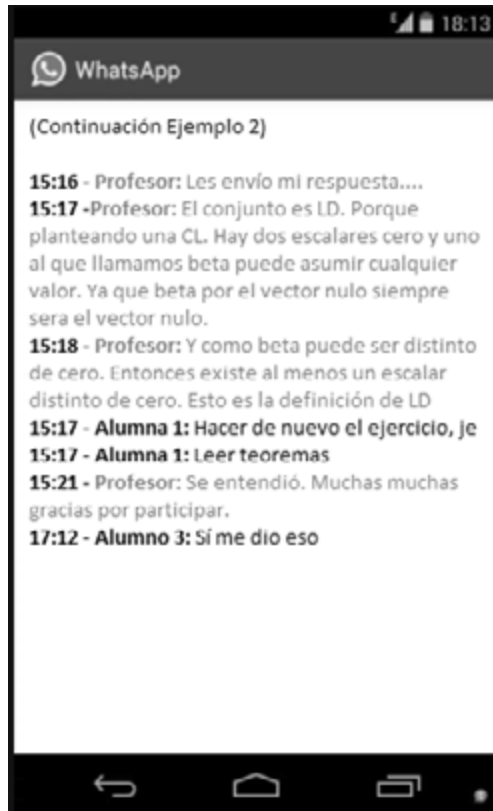 18:13
WhatsApp
(Continuación Ejemplo 2)
15:16 - Profesor: Les envío mi respuesta....
15:17 -Profesor: El conjunto es LD. Porque
planteando una CL. Hay dos escalares cero y uno
al que llamamos beta puede asumir cualquier
valor. Ya que beta por el vector nulo siempre
sera el vector nulo.
15:18 - Profesor: Y como beta puede ser distinto
de cero. Entonces existe al menos un escalar
distinto de cero. Esto es la definición de LD
15:17 - Alumna 1: Hacer de nuevo el ejercicio, je
15:17 - Alumna 1: Leer teoremas
15:21 - Profesor: Se entendió. Muchas muchas
gracias por participar.
17:12 - Alumno 3: Sí me dio eso